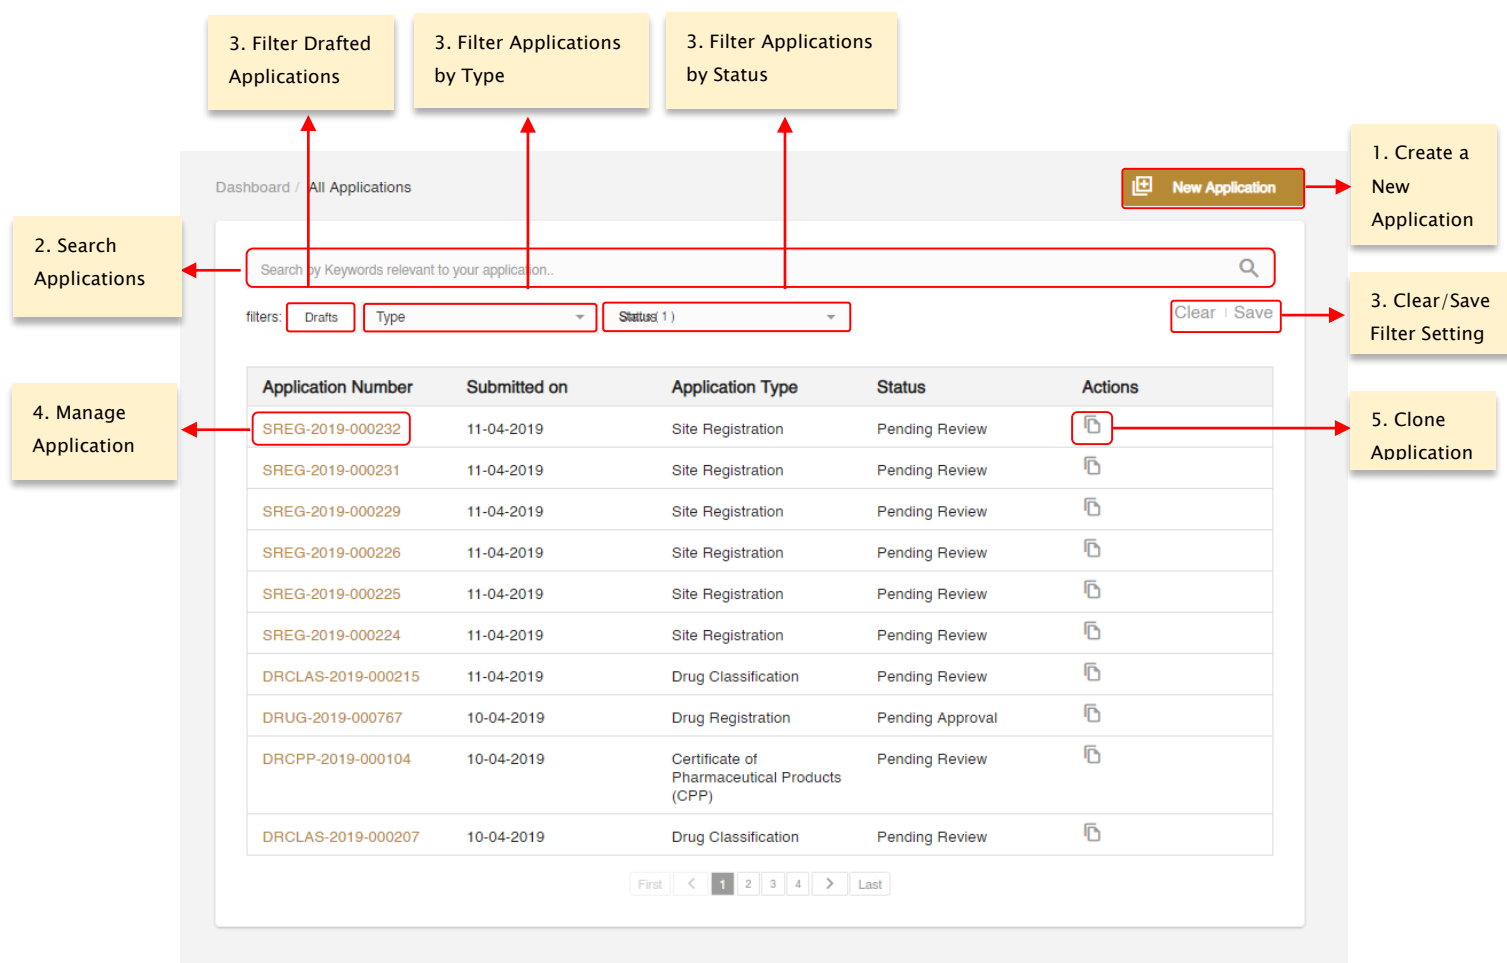 3. Filter Drafted
Applications
3. Filter Applications
by Type
3. Filter Applications
by Status
1. Create a
New
Application
Dashboard / All Applications
New Application
2. Search
Applications
Search by Keywords relevant to your application..
3. Clear/Save
Filter Setting
filters:
Drafts
Type
Status ( 1 )
Clear | Save
Application Number Submitted on Application Type Status Actions
4. Manage
Application
5. Clone
Application
SREG-2019-000232 11-04-2019 Site Registration Pending Review
SREG-2019-000231 11-04-2019 Site Registration Pending Review
SREG-2019-000229 11-04-2019 Site Registration Pending Review
SREG-2019-000226 11-04-2019 Site Registration Pending Review
SREG-2019-000225 11-04-2019 Site Registration Pending Review
SREG-2019-000224 11-04-2019 Site Registration Pending Review
DRCLAS-2019-000215 11-04-2019 Drug Classification Pending Review
DRUG-2019-000767 10-04-2019 Drug Registration Pending Approval
DRCPP-2019-000104 10-04-2019 Certificate of Pending Review
Pharmaceutical Products
(CPP)
DRCLAS-2019-000207 10-04-2019 Drug Classification Pending Review
First < 1 2 3 4 > Last